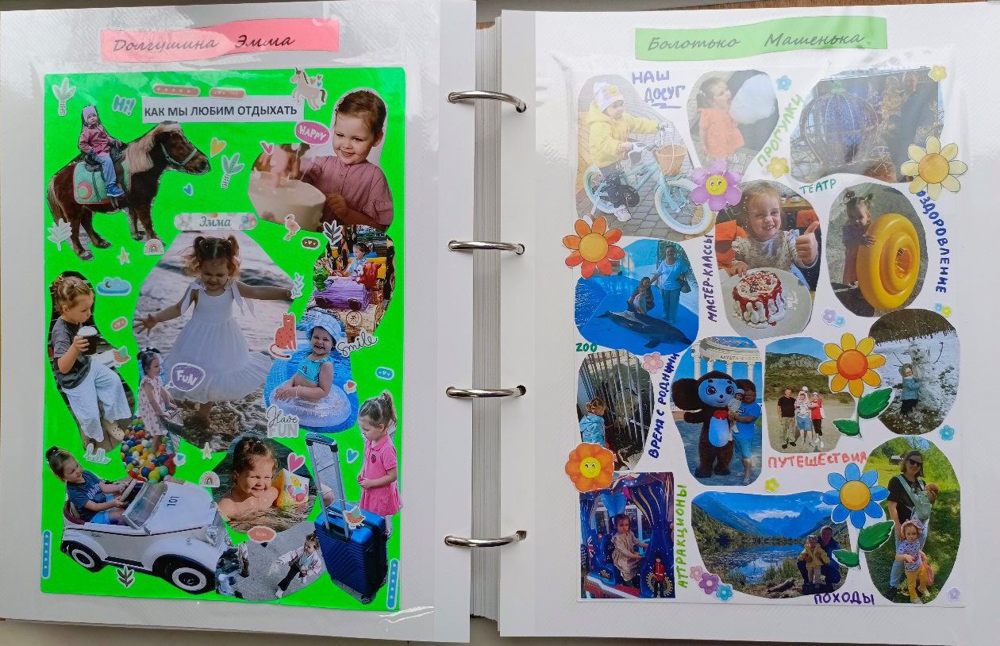 Долгушина Эмма
Hi!
КАК МЫ ЛЮБИМ ОТДЫХАТЬ
HAPPY
Эмма
Smile
FUN
Have
FUN
hello
101
Болотько Машенька
НАШ
ДОСУГ
ПРОГУЛКИ
ТЕАТР
ОЗДОРОВЛЕНИЕ
МАСТЕР-КЛАССЫ
ZOO
ВРЕМЯ С РОДНЫМИ
ПУТЕШЕСТВИЯ
АТТРАКЦИОНЫ
ПОХОДЫ